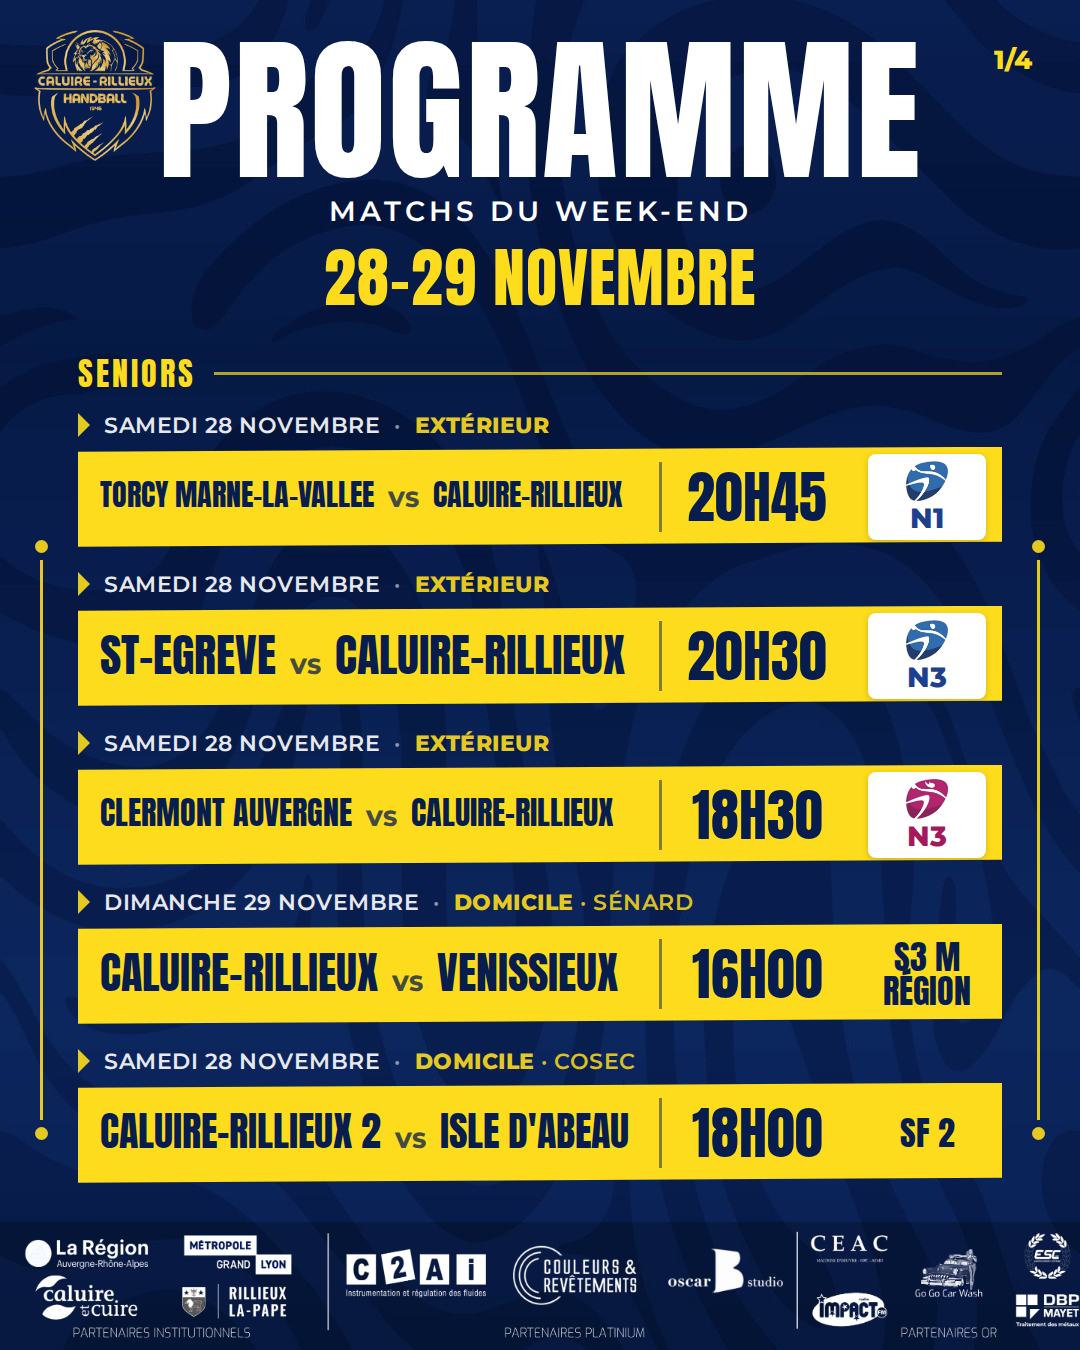 CALUIRE-RILLIEUX
HANDBALL
PROGRAMME
1/4
MATCHS DU WEEK-END
28-29 NOVEMBRE
SENIORS
SAMEDI 28 NOVEMBRE · EXTÉRIEUR
TORCY MARNE-LA-VALLEE vs CALUIRE-RILLIEUX 20H45 N1
SAMEDI 28 NOVEMBRE · EXTÉRIEUR
ST-EGREVE vs CALUIRE-RILLIEUX 20H30 N3
SAMEDI 28 NOVEMBRE · EXTÉRIEUR
CLERMONT AUVERGNE vs CALUIRE-RILLIEUX 18H30 N3
DIMANCHE 29 NOVEMBRE · DOMICILE · SÉNARD
CALUIRE-RILLIEUX vs VENISSIEUX 16H00 S3 M
RÉGION
SAMEDI 28 NOVEMBRE · DOMICILE · COSEC
CALUIRE-RILLIEUX 2 vs ISLE D'ABEAU 18H00 SF 2
La Région
Auvergne-Rhône-Alpes
MÉTROPOLE
GRAND LYON
caluire
et cuire
RILLIEUX
LA-PAPE
PARTENAIRES INSTITUTIONNELS
C2Ai
Instrumentation et régulation des fluides
COULEURS &
REVÊTEMENTS
oscar B studio
PARTENAIRES PLATINIUM
CEAC
radio
IMPACT FM
Go Go Car Wash
ESC
DBP
MAYET
Traitement des métaux
PARTENAIRES OR